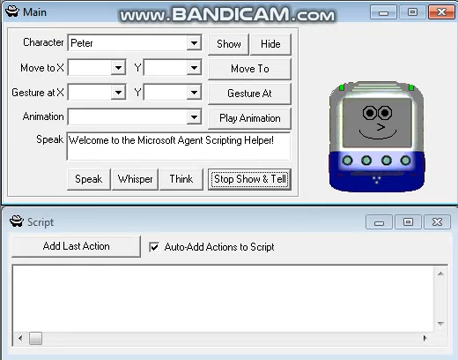 www.BANDICAM.com
Main
Character Peter Show Hide
Move to X Y Move To
Gesture at X Y Gesture At
Animation Play Animation
Speak Welcome to the Microsoft Agent Scripting Helper!
Speak Whisper Think Stop Show & Tell
Script
Add Last Action Auto-Add Actions to Script